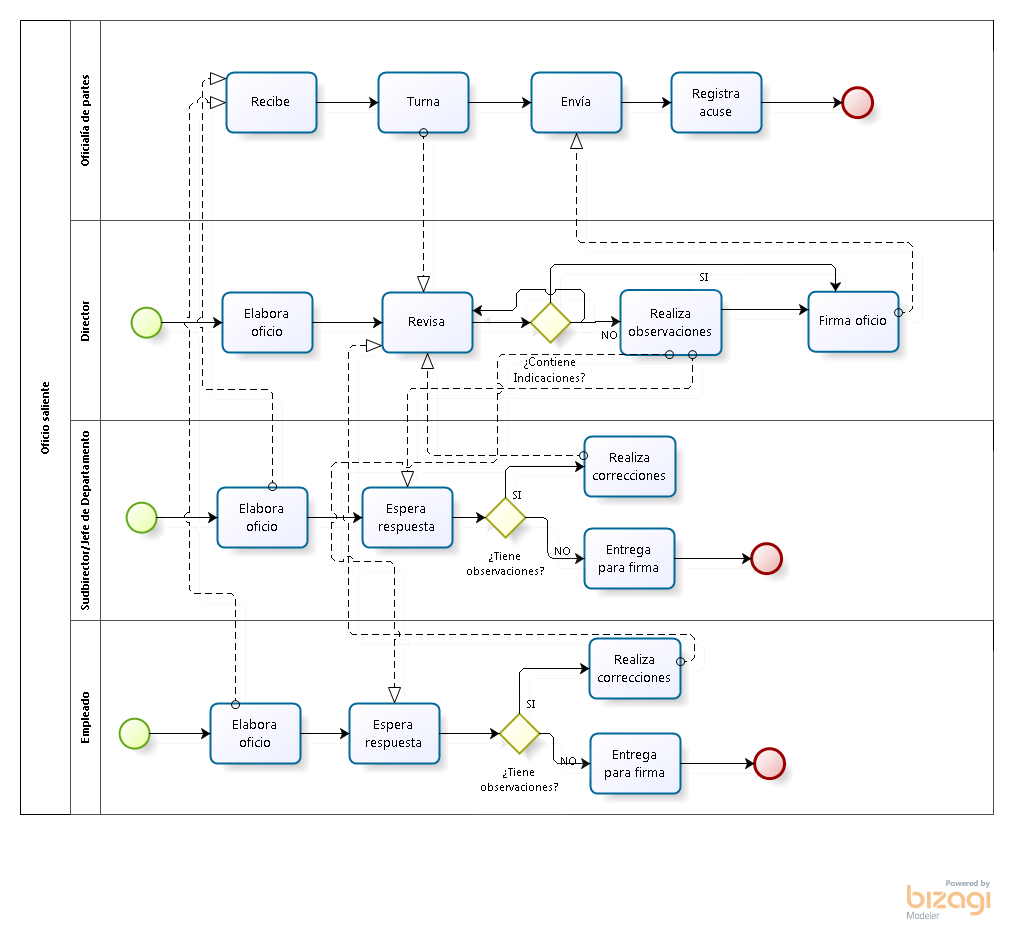 Oficio saliente
Oficialía de partes
Recibe
Turna
Envía
Registra
acuse
Director
Elabora
oficio
Revisa
SI
NO
¿Contiene
Indicaciones?
Realiza
observaciones
Firma oficio
Sudbirector/Jefe de Departamento
Elabora
oficio
Espera
respuesta
SI
¿Tiene
observaciones?
NO
Realiza
correcciones
Entrega
para firma
Empleado
Elabora
oficio
Espera
respuesta
SI
¿Tiene
observaciones?
NO
Realiza
correcciones
Entrega
para firma
Powered by
bizagi
Modeler